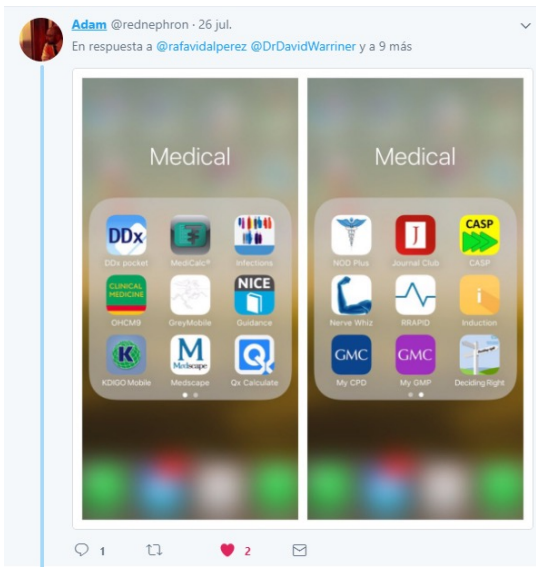 Adam @rednephron · 26 jul.
En respuesta a @rafavidalperez @DrDavidWarriner y a 9 más
Medical
DDx
DDx pocket
MediCalc®
Infections
CLINICAL
MEDICINE
OHCM9
GreyMobile
NICE
Guidance
K
KDIGO Mobile
M
Medscape
Medscape
Qx Calculate
Medical
NOD Plus
J
Journal Club
CASP
CASP
Nerve Whiz
RRAPID
i
Induction
GMC
My CPD
GMC
My GMP
Deciding Right
1
2